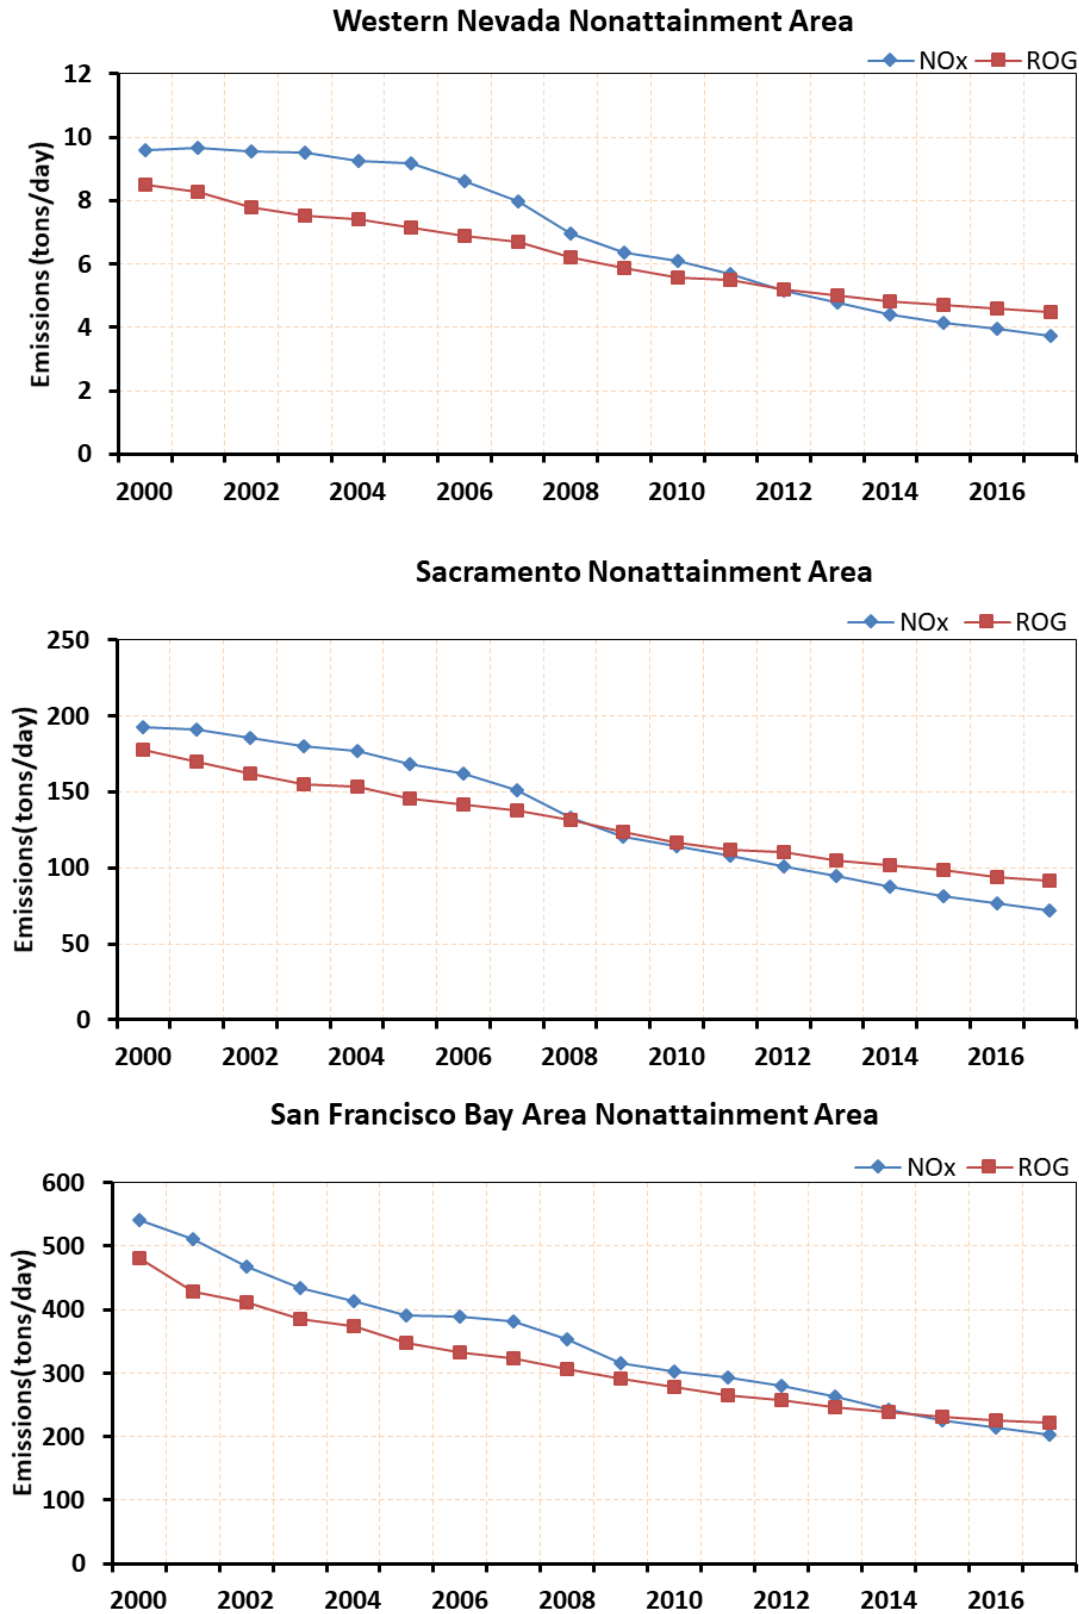 Western Nevada Nonattainment Area
NOx ROG
12
10
8
6
4
2
0
Emissions(tons/day)
2000 2002 2004 2006 2008 2010 2012 2014 2016
Sacramento Nonattainment Area
NOx ROG
250
200
150
100
50
0
Emissions(tons/day)
2000 2002 2004 2006 2008 2010 2012 2014 2016
San Francisco Bay Area Nonattainment Area
NOx ROG
600
500
400
300
200
100
0
Emissions(tons/day)
2000 2002 2004 2006 2008 2010 2012 2014 2016